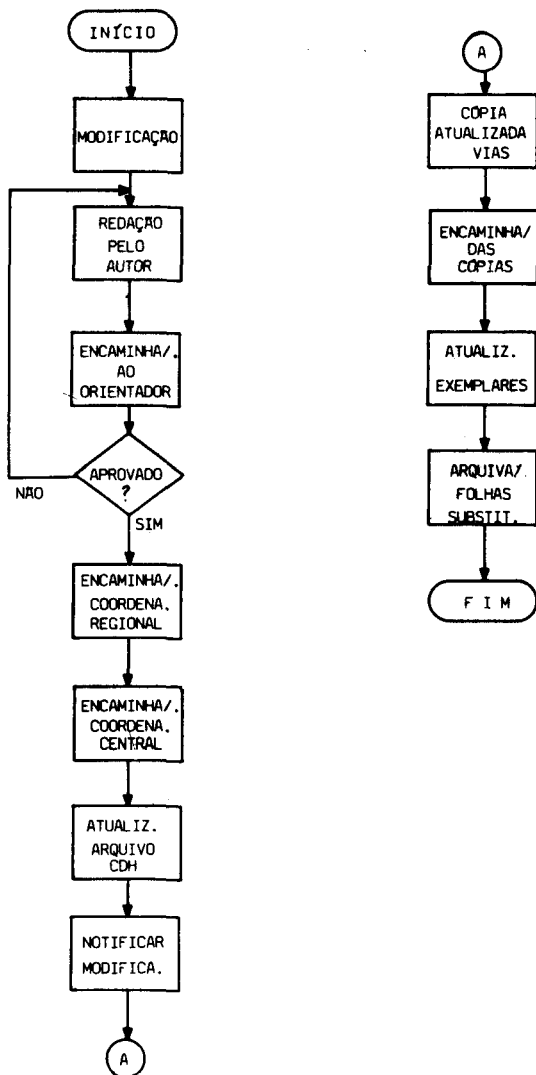 INÍCIO
MODIFICAÇÃO
REDAÇÃO
PELO
AUTOR
ENCAMINHA/.
AO
ORIENTADOR
APROVADO
?
NÃO
SIM
ENCAMINHA/.
COORDENA.
REGIONAL
ENCAMINHA/.
COORDENA.
CENTRAL
ATUALIZ.
ARQUIVO
CDH
NOTIFICAR
MODIFICA.
A
A
CÓPIA
ATUALIZADA
VIAS
ENCAMINHA/
DAS
CÓPIAS
ATUALIZ.
EXEMPLARES
ARQUIVA/
FOLHAS
SUBSTIT.
F I M